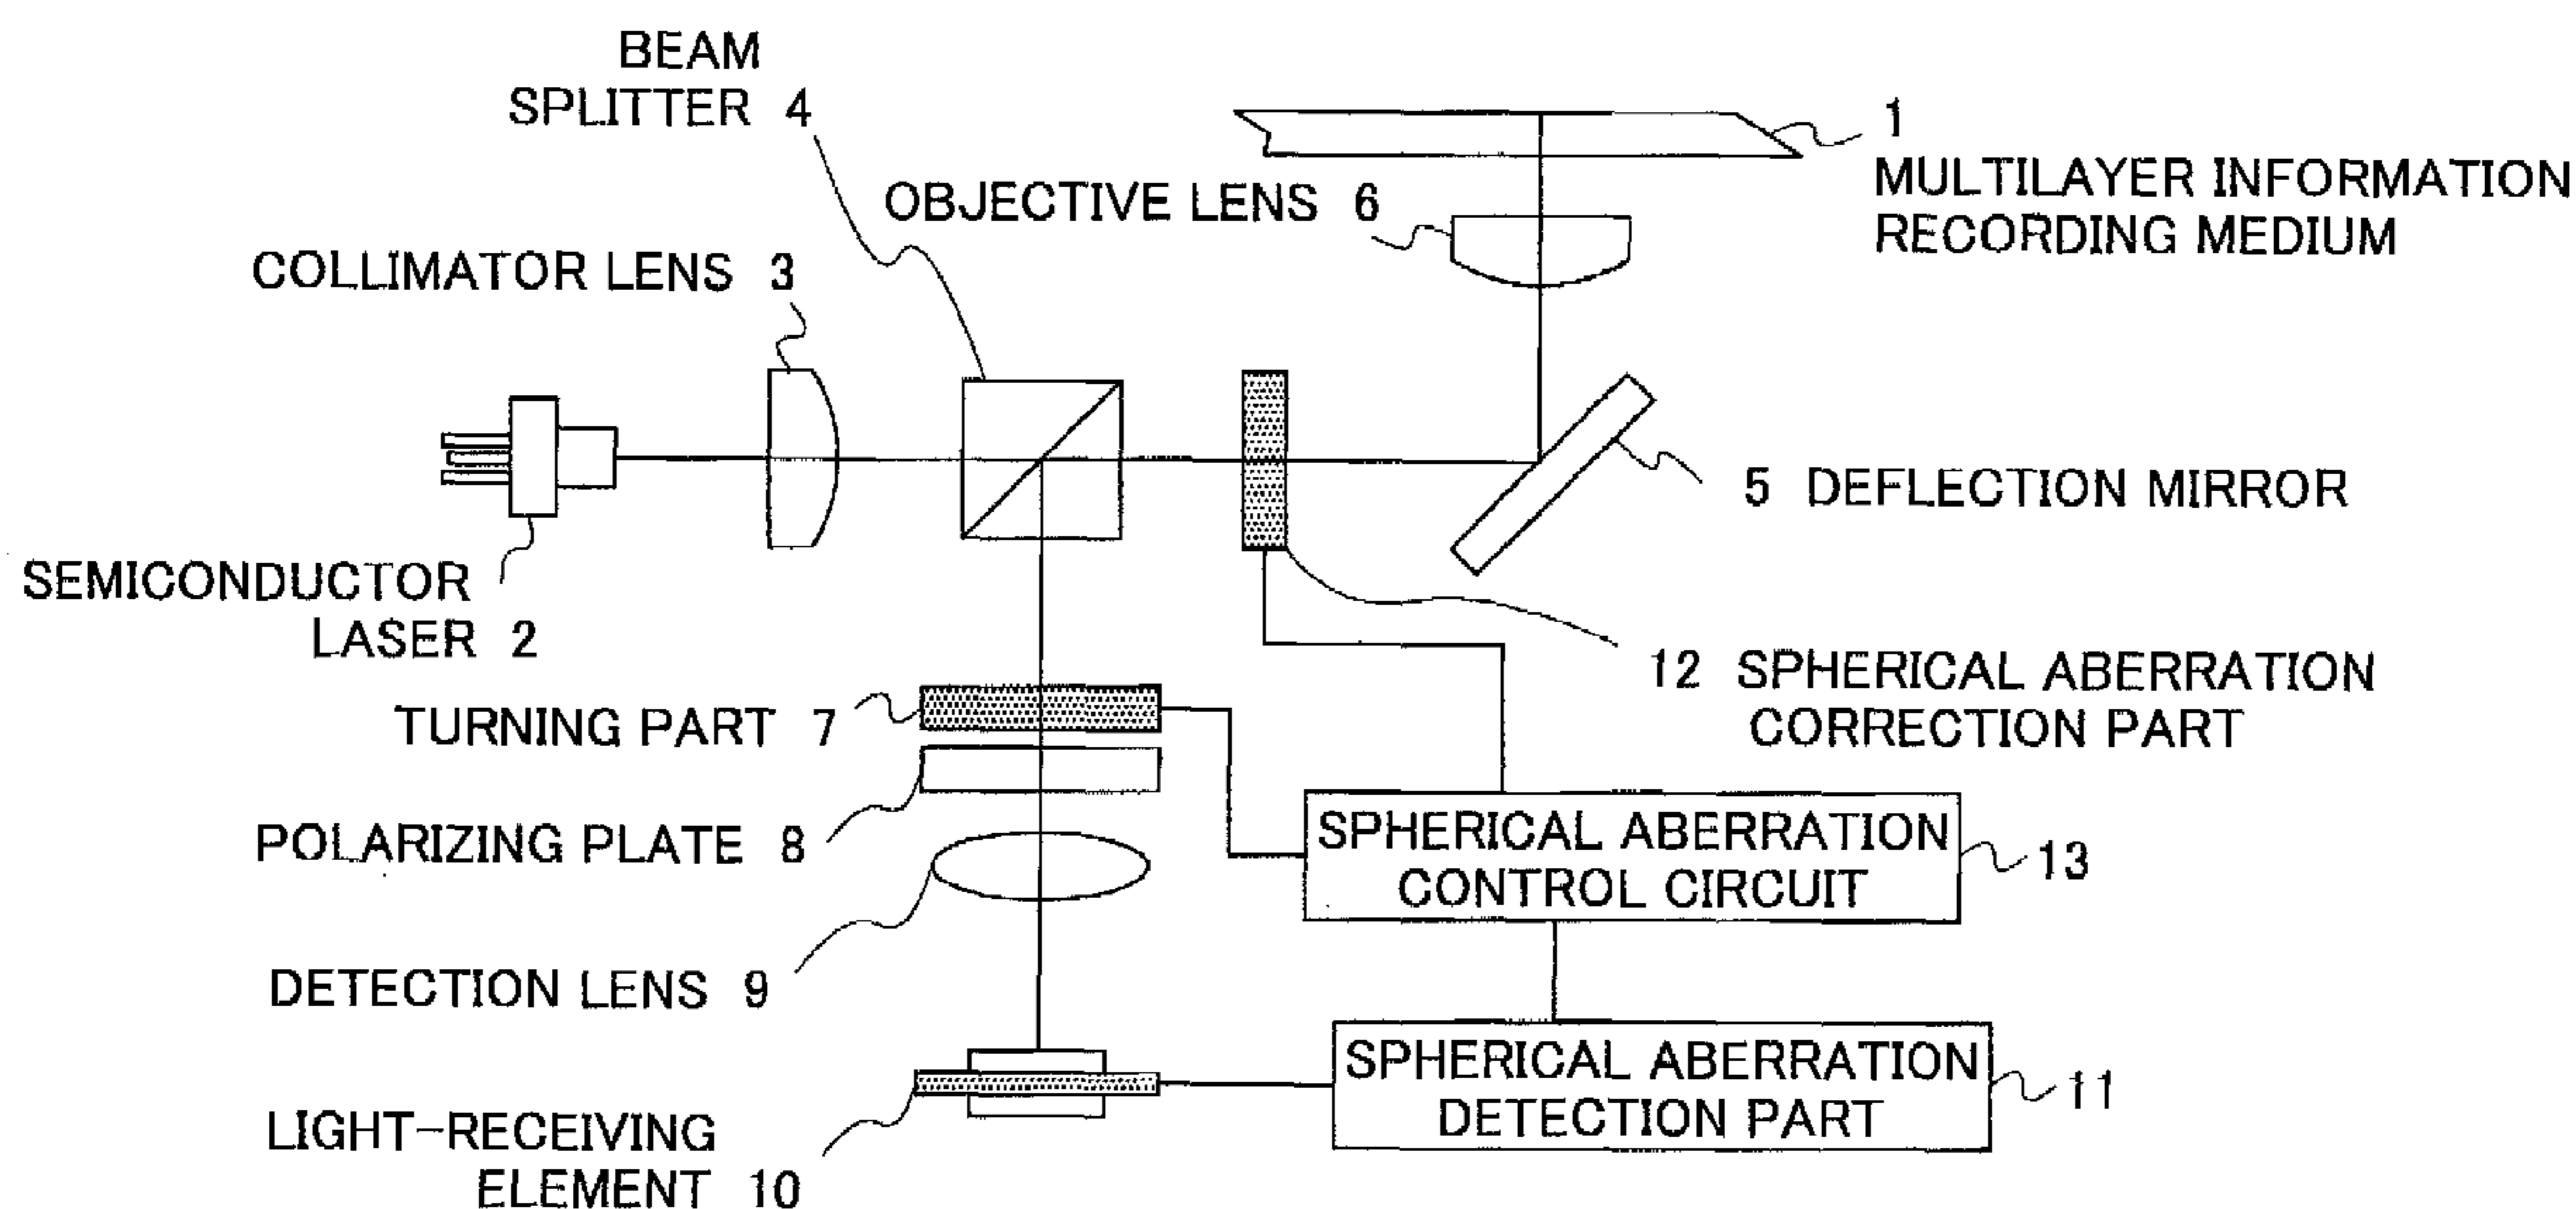 BEAM
SPLITTER 4
1
MULTILAYER INFORMATION
RECORDING MEDIUM
OBJECTIVE LENS 6
COLLIMATOR LENS 3
5 DEFLECTION MIRROR
SEMICONDUCTOR
LASER 2
12 SPHERICAL ABERRATION
CORRECTION PART
TURNING PART 7
POLARIZING PLATE 8
SPHERICAL ABERRATION
CONTROL CIRCUIT
13
DETECTION LENS 9
SPHERICAL ABERRATION
DETECTION PART
11
LIGHT-RECEIVING
ELEMENT 10